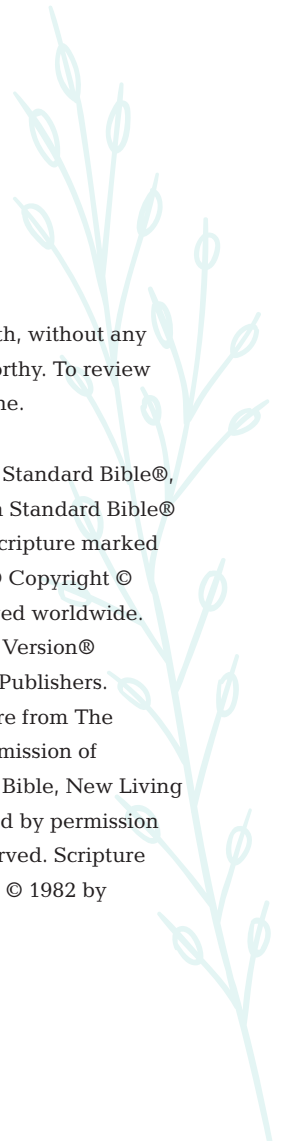 th, without any
orthy. To review
ne.
Standard Bible®,
n Standard Bible®
cripture marked
® Copyright ©
ed worldwide.
Version®
Publishers.
re from The
mission of
Bible, New Living
d by permission
rved. Scripture
© 1982 by